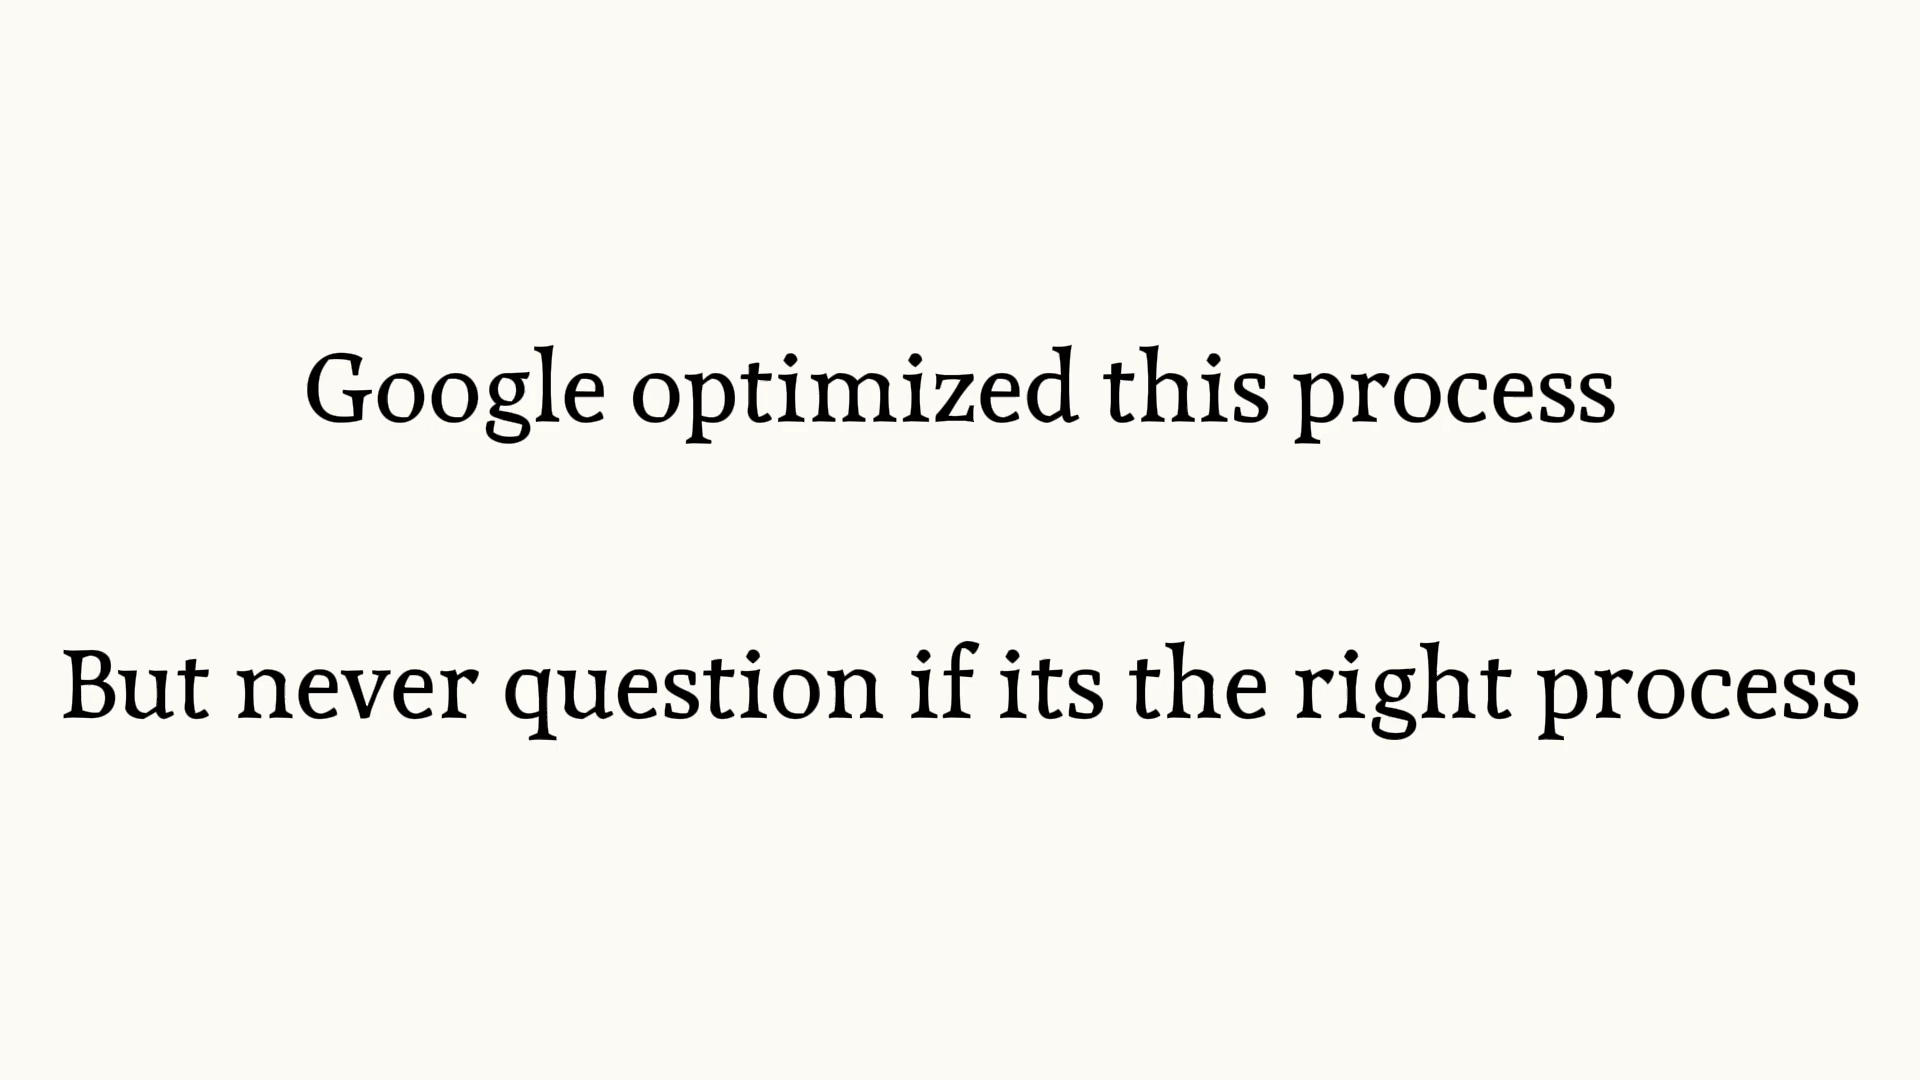 Google optimized this process
But never question if its the right process